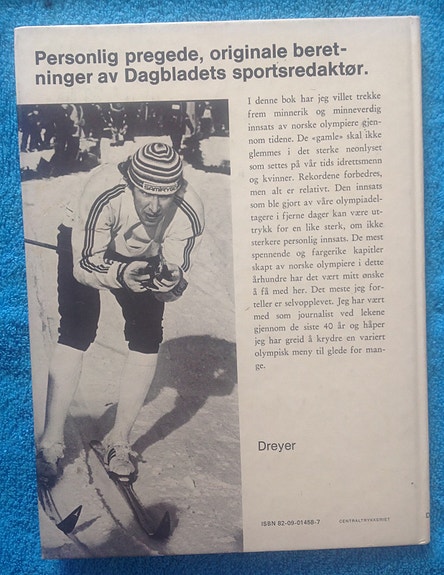 Personlig pregede, originale beret-
ninger av Dagbladets sportsredaktør.
I denne bok har jeg villet trekke
frem minnerik og minneverdig
innsats av norske olympiere gjen-
nom tidene. De «gamle» skal ikke
glemmes i det sterke neonlyset
som settes på vår tids idrettsmenn
og kvinner. Rekordene forbedres,
men alt er relativt. Den innsats
som ble gjort av våre olympiadel-
tagere i fjerne dager kan være ut-
trykk for en like sterk, om ikke
sterkere personlig innsats. De mest
spennende og fargerike kapitler
skapt av norske olympiere i dette
århundre har det vært mitt ønske
å få med her. Det meste jeg for-
teller er selvopplevet. Jeg har vært
med som journalist ved lekene
gjennom de siste 40 år og håper
jeg har greid å krydre en variert
olympisk meny til glede for man-
ge.
Dreyer
ISBN 82-09-01458-7
CENTRALTRYKKERIET